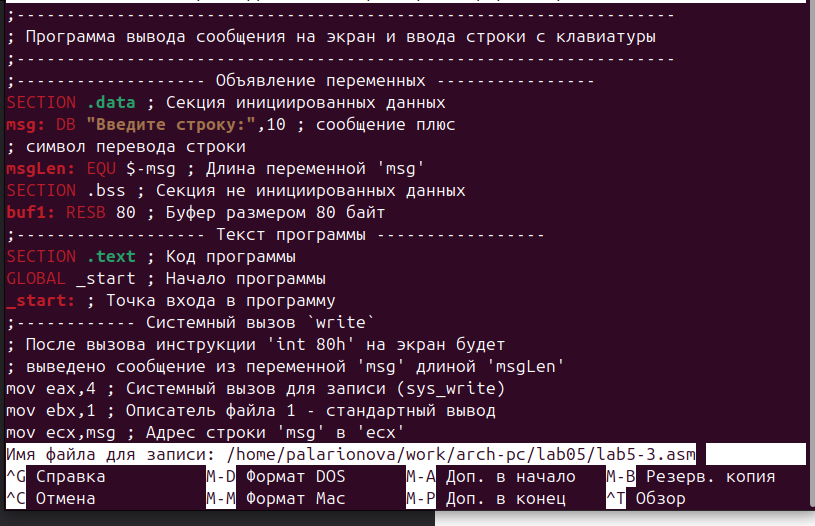 ;------------------------------------------------------------------
; Программа вывода сообщения на экран и ввода строки с клавиатуры
;------------------------------------------------------------------
;------------------- Объявление переменных ----------------
SECTION .data ; Секция инициированных данных
msg: DB "Введите строку:",10 ; сообщение плюс
; символ перевода строки
msgLen: EQU $-msg ; Длина переменной 'msg'
SECTION .bss ; Секция не инициированных данных
buf1: RESB 80 ; Буфер размером 80 байт
;------------------- Текст программы -----------------
SECTION .text ; Код программы
GLOBAL _start ; Начало программы
_start: ; Точка входа в программу
;------------ Системный вызов `write`
; После вызова инструкции 'int 80h' на экран будет
; выведено сообщение из переменной 'msg' длиной 'msgLen'
mov eax,4 ; Системный вызов для записи (sys_write)
mov ebx,1 ; Описатель файла 1 - стандартный вывод
mov ecx,msg ; Адрес строки 'msg' в 'ecx'
Имя файла для записи: /home/palarionova/work/arch-pc/lab05/lab5-3.asm
^G Справка M-D Формат DOS M-A Доп. в начало M-B Резерв. копия
^C Отмена M-M Формат Mac M-P Доп. в конец ^T Обзор